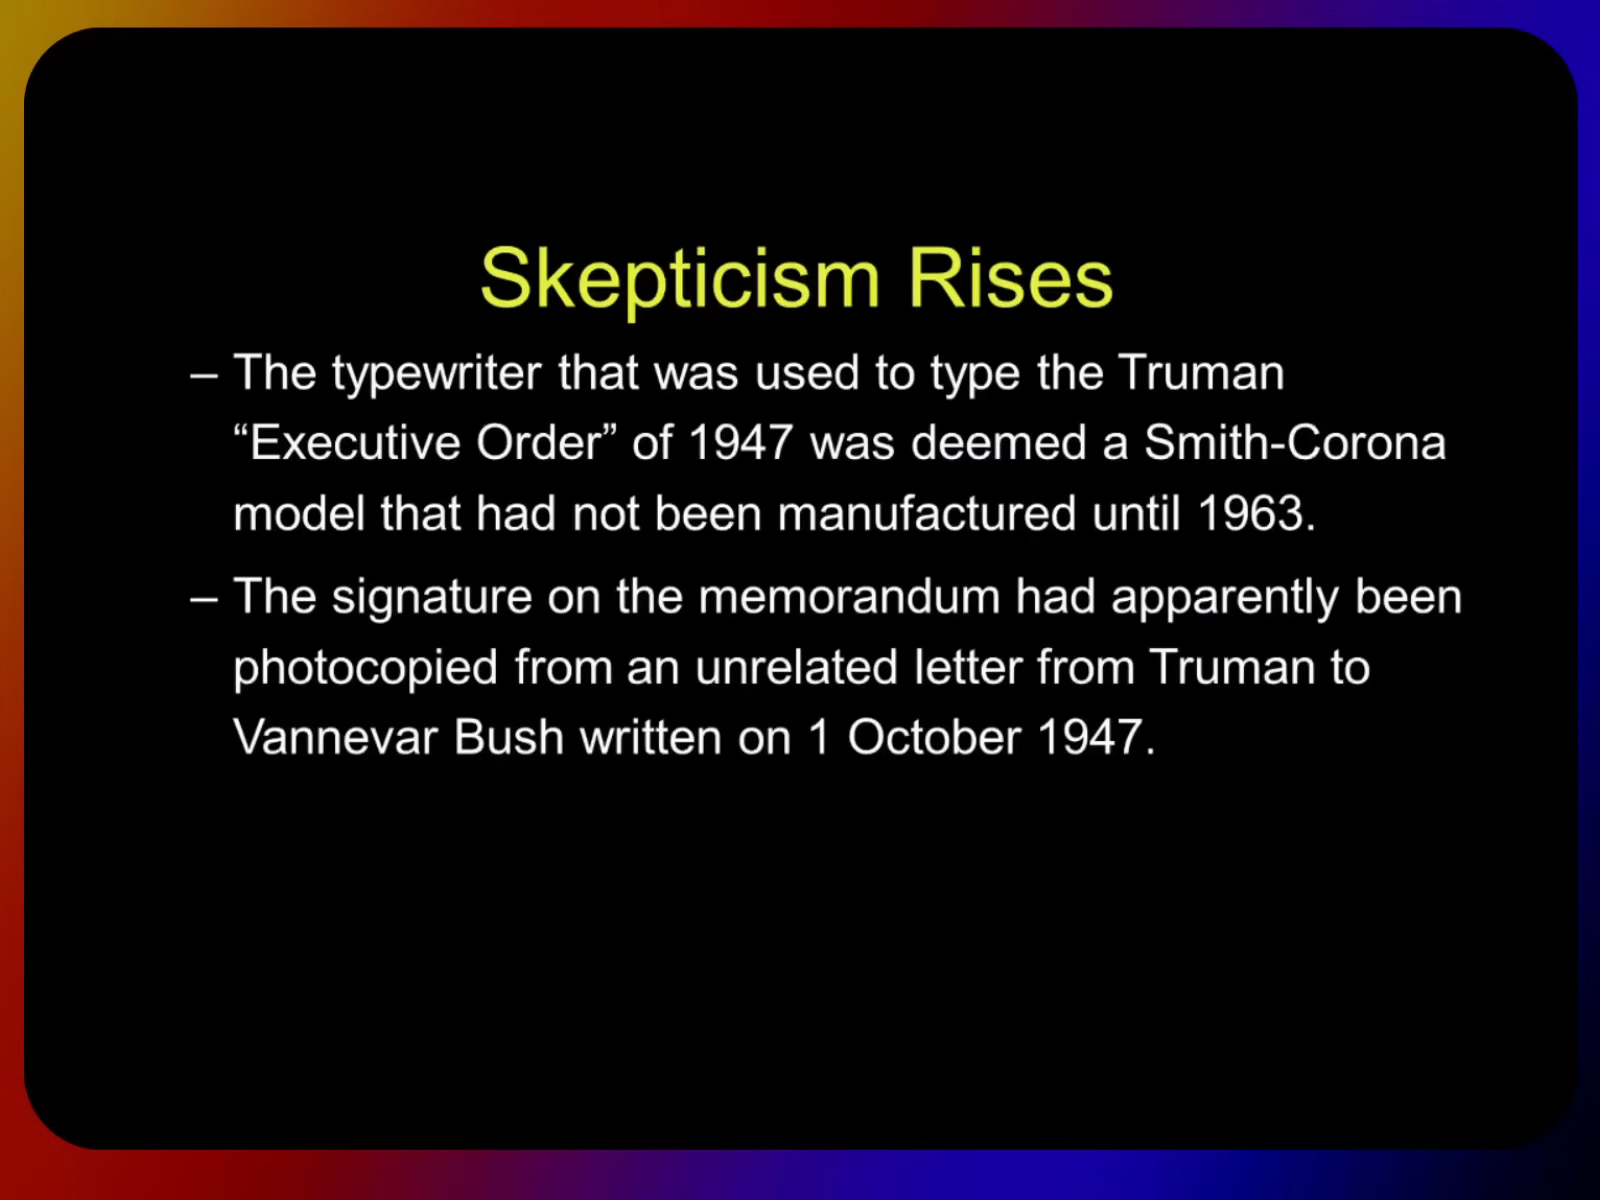 Skepticism Rises
– The typewriter that was used to type the Truman
“Executive Order” of 1947 was deemed a Smith-Corona
model that had not been manufactured until 1963.
– The signature on the memorandum had apparently been
photocopied from an unrelated letter from Truman to
Vannevar Bush written on 1 October 1947.